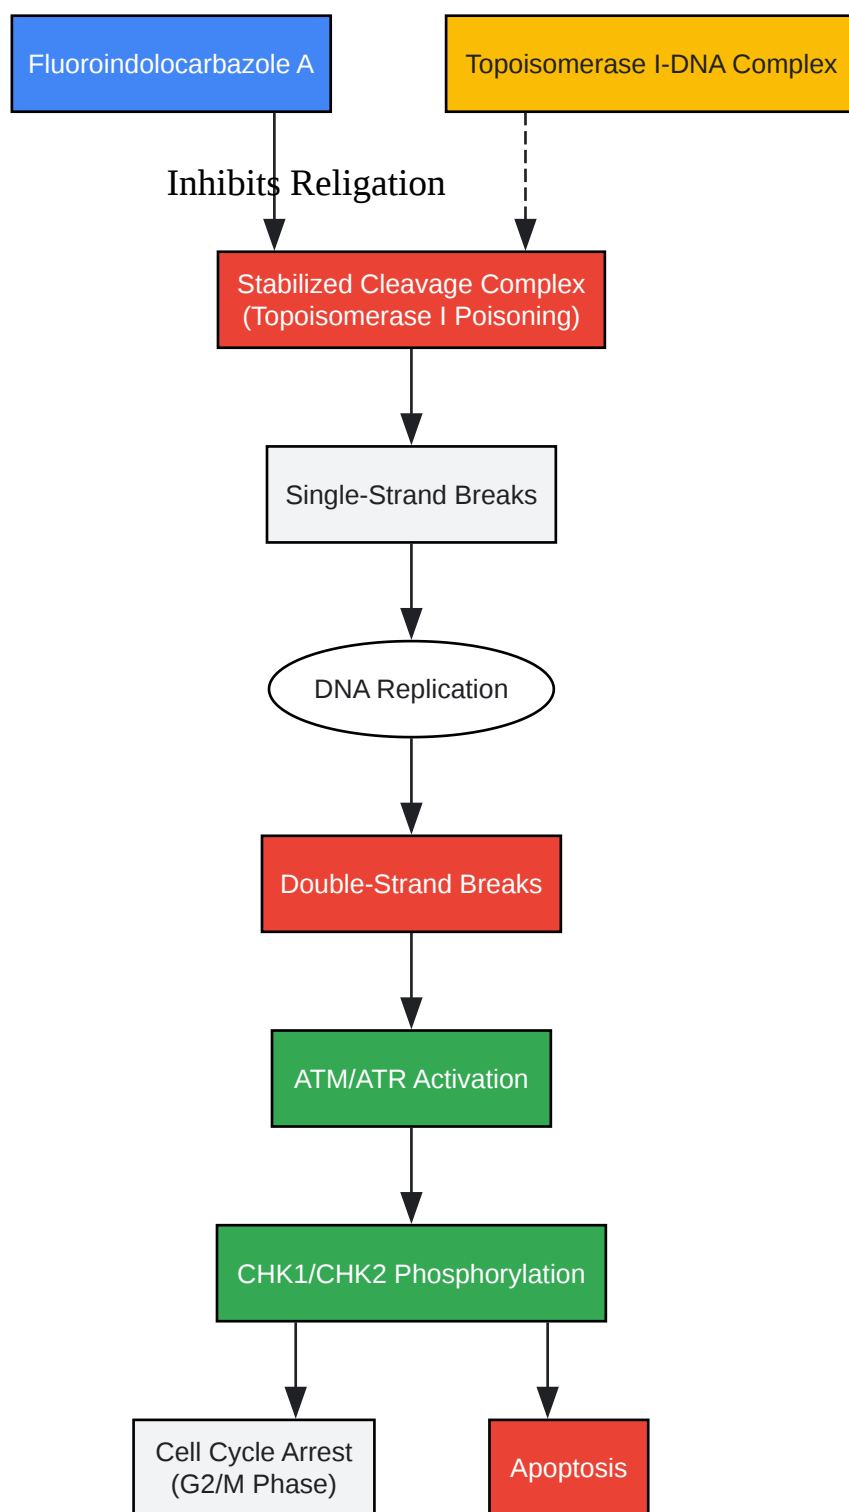 Fluoroindolocarbazole A
Topoisomerase I-DNA Complex
Inhibits Religation
Stabilized Cleavage Complex
(Topoisomerase I Poisoning)
Single-Strand Breaks
DNA Replication
Double-Strand Breaks
ATM/ATR Activation
CHK1/CHK2 Phosphorylation
Cell Cycle Arrest
(G2/M Phase)
Apoptosis